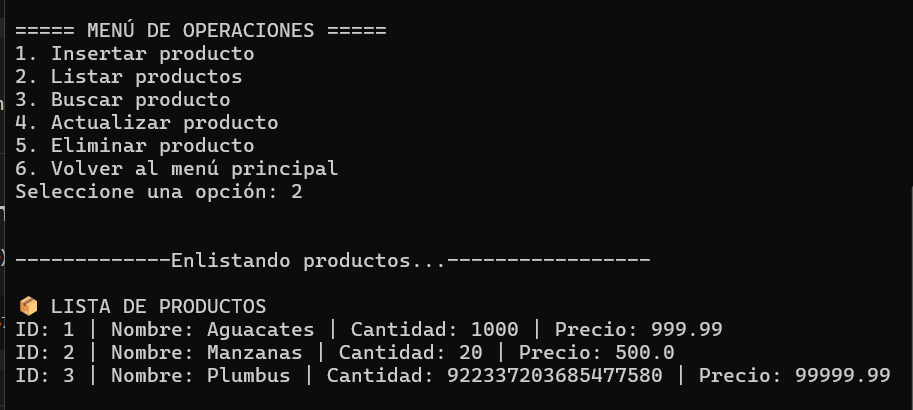 ===== MENÚ DE OPERACIONES =====
1. Insertar producto
2. Listar productos
3. Buscar producto
4. Actualizar producto
5. Eliminar producto
6. Volver al menú principal
Seleccione una opción: 2
-------------Enlistando productos...-----------------
📦 LISTA DE PRODUCTOS
ID: 1 | Nombre: Aguacates | Cantidad: 1000 | Precio: 999.99
ID: 2 | Nombre: Manzanas | Cantidad: 20 | Precio: 500.0
ID: 3 | Nombre: Plumbus | Cantidad: 922337203685477580 | Precio: 99999.99